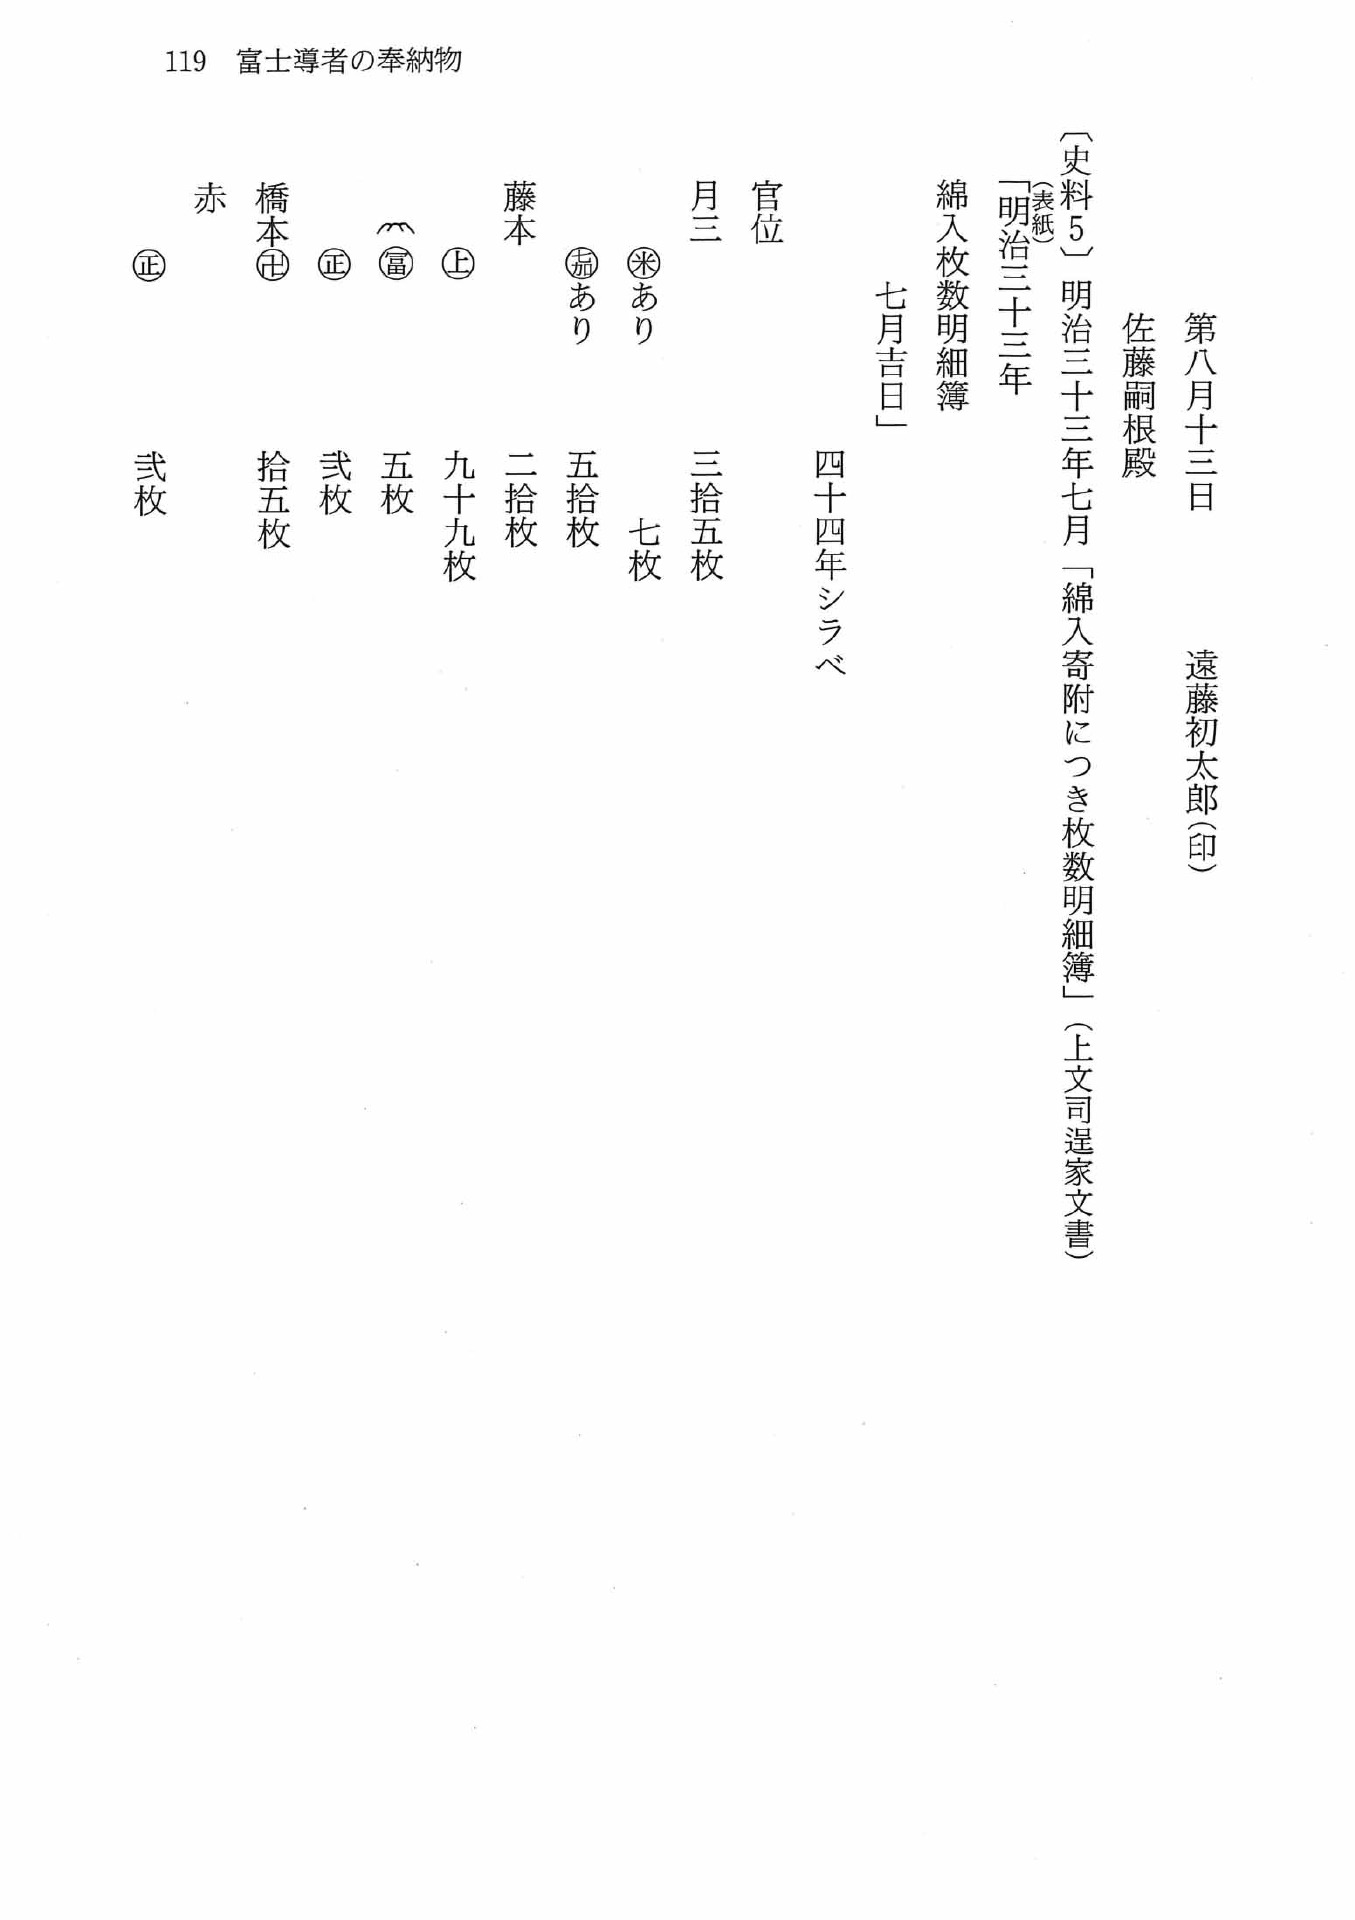 119 富士導者の奉納物
第八月十三日 遠藤初太郎(印)
佐藤嗣根殿
〔史料5〕 明治三十三年七月「綿入寄附につき枚数明細簿」(上文司逞家文書)
(表紙)
「明治三十三年
綿入枚数明細簿
七月吉日」
四十四年シラベ
官位
月三 三拾五枚
㊍あり 七枚
あり 五拾枚
藤本 二拾枚
㊤ 九十九枚
冨 五枚
㊣ 弐枚
橋本卍 拾五枚
赤
㊣ 弐枚